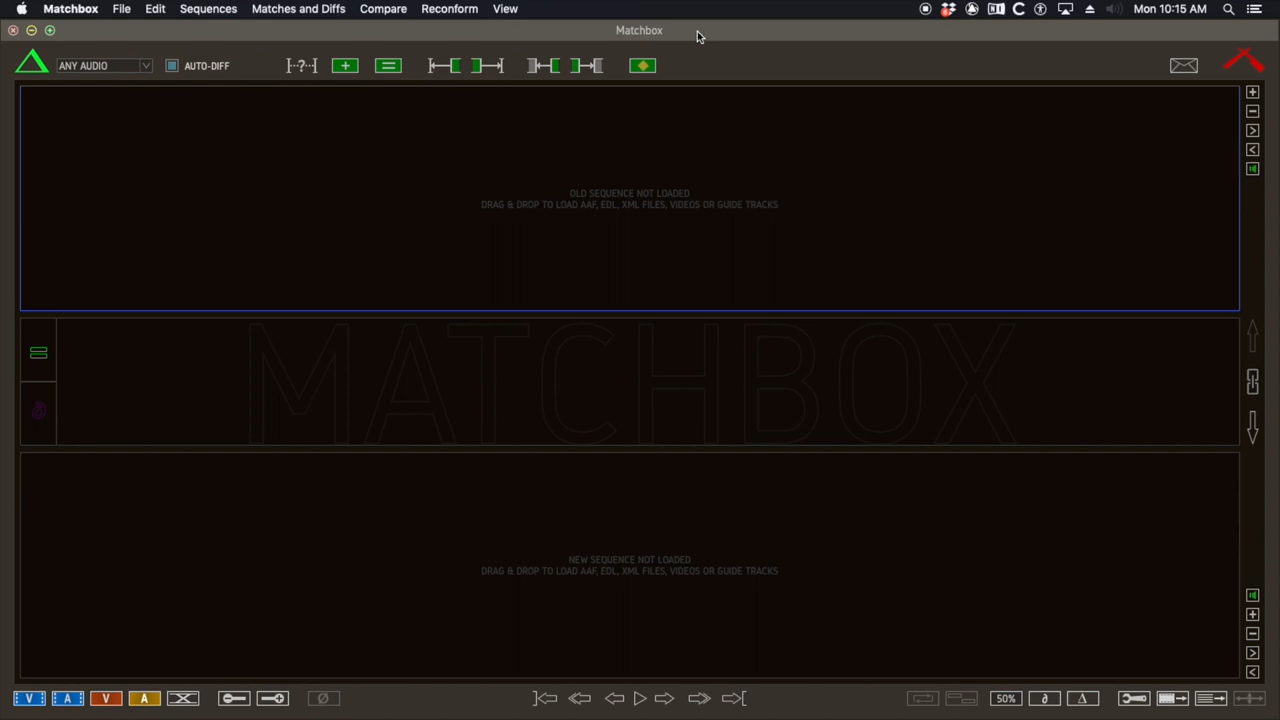 Matchbox File Edit Sequences Matches and Diffs Compare Reconform View Mon 10:15 AM
Matchbox
ANY AUDIO AUTO-DIFF [··?··]
OLD SEQUENCE NOT LOADED
DRAG & DROP TO LOAD AAF, EDL, XML FILES, VIDEOS OR GUIDE TRACKS
MATCHBOX
NEW SEQUENCE NOT LOADED
DRAG & DROP TO LOAD AAF, EDL, XML FILES, VIDEOS OR GUIDE TRACKS
V A V A Ø 50% ∂ Δ